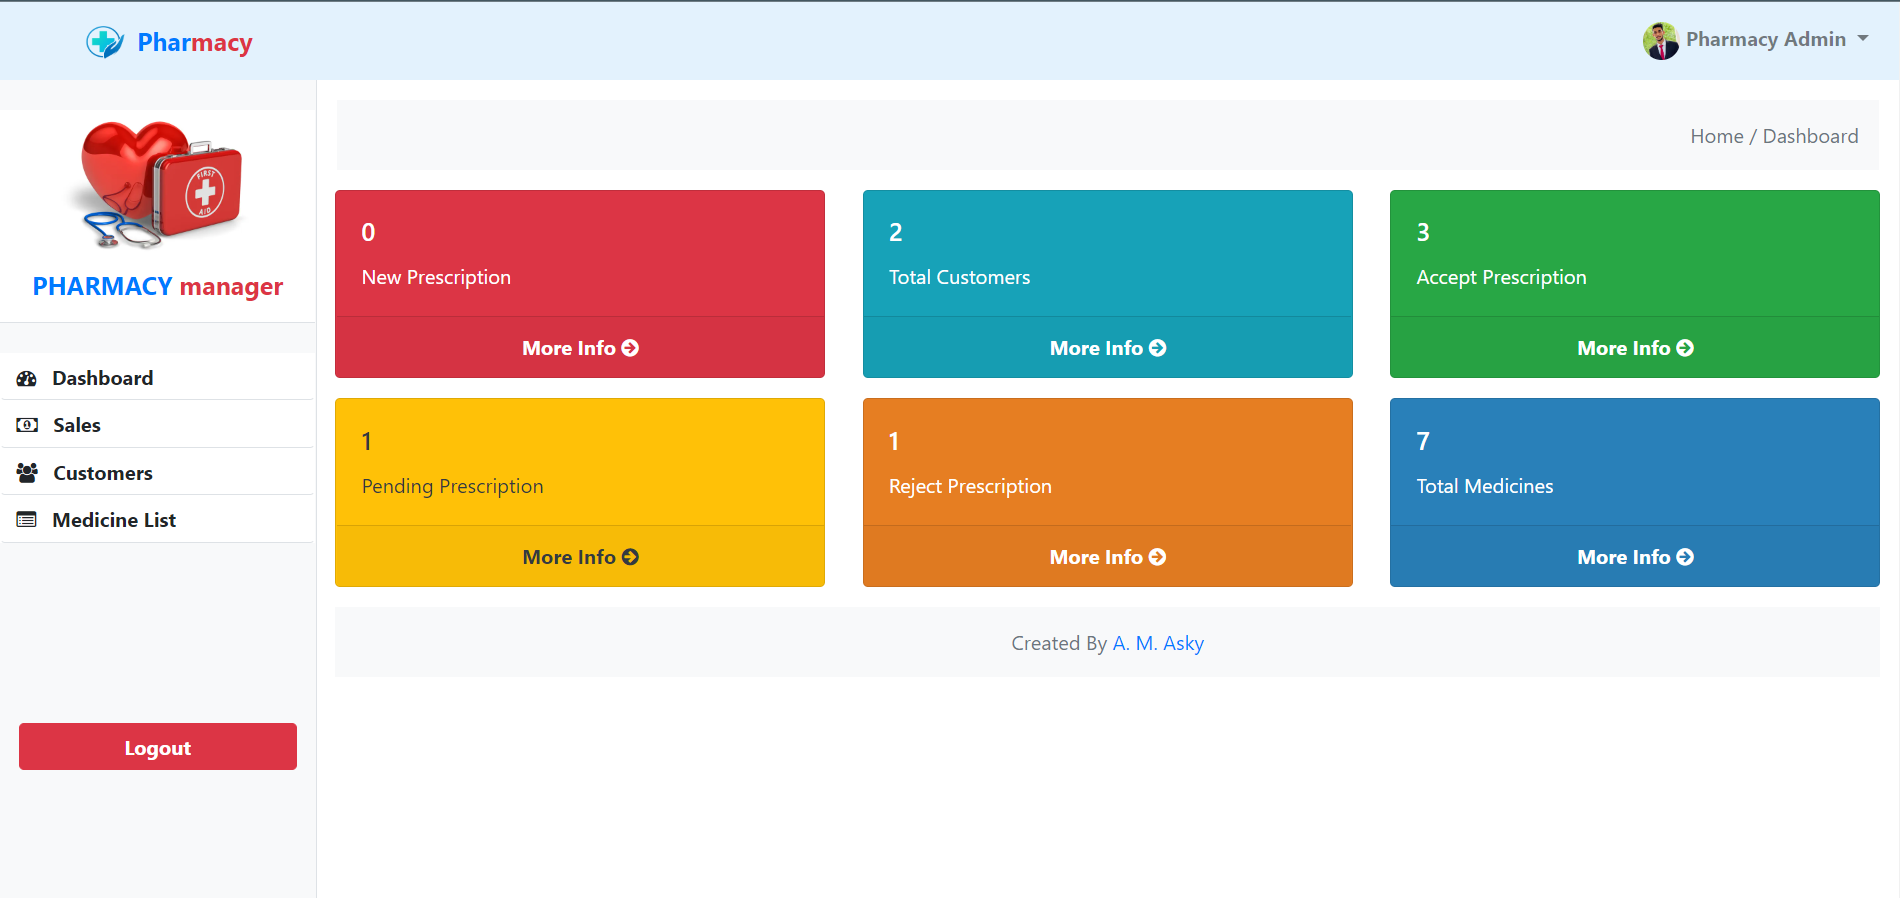 Pharmacy
Pharmacy Admin
FIRST
AID
PHARMACY manager
Dashboard
Sales
Customers
Medicine List
Logout
Home / Dashboard
0
New Prescription
More Info
2
Total Customers
More Info
3
Accept Prescription
More Info
1
Pending Prescription
More Info
1
Reject Prescription
More Info
7
Total Medicines
More Info
Created By A. M. Asky